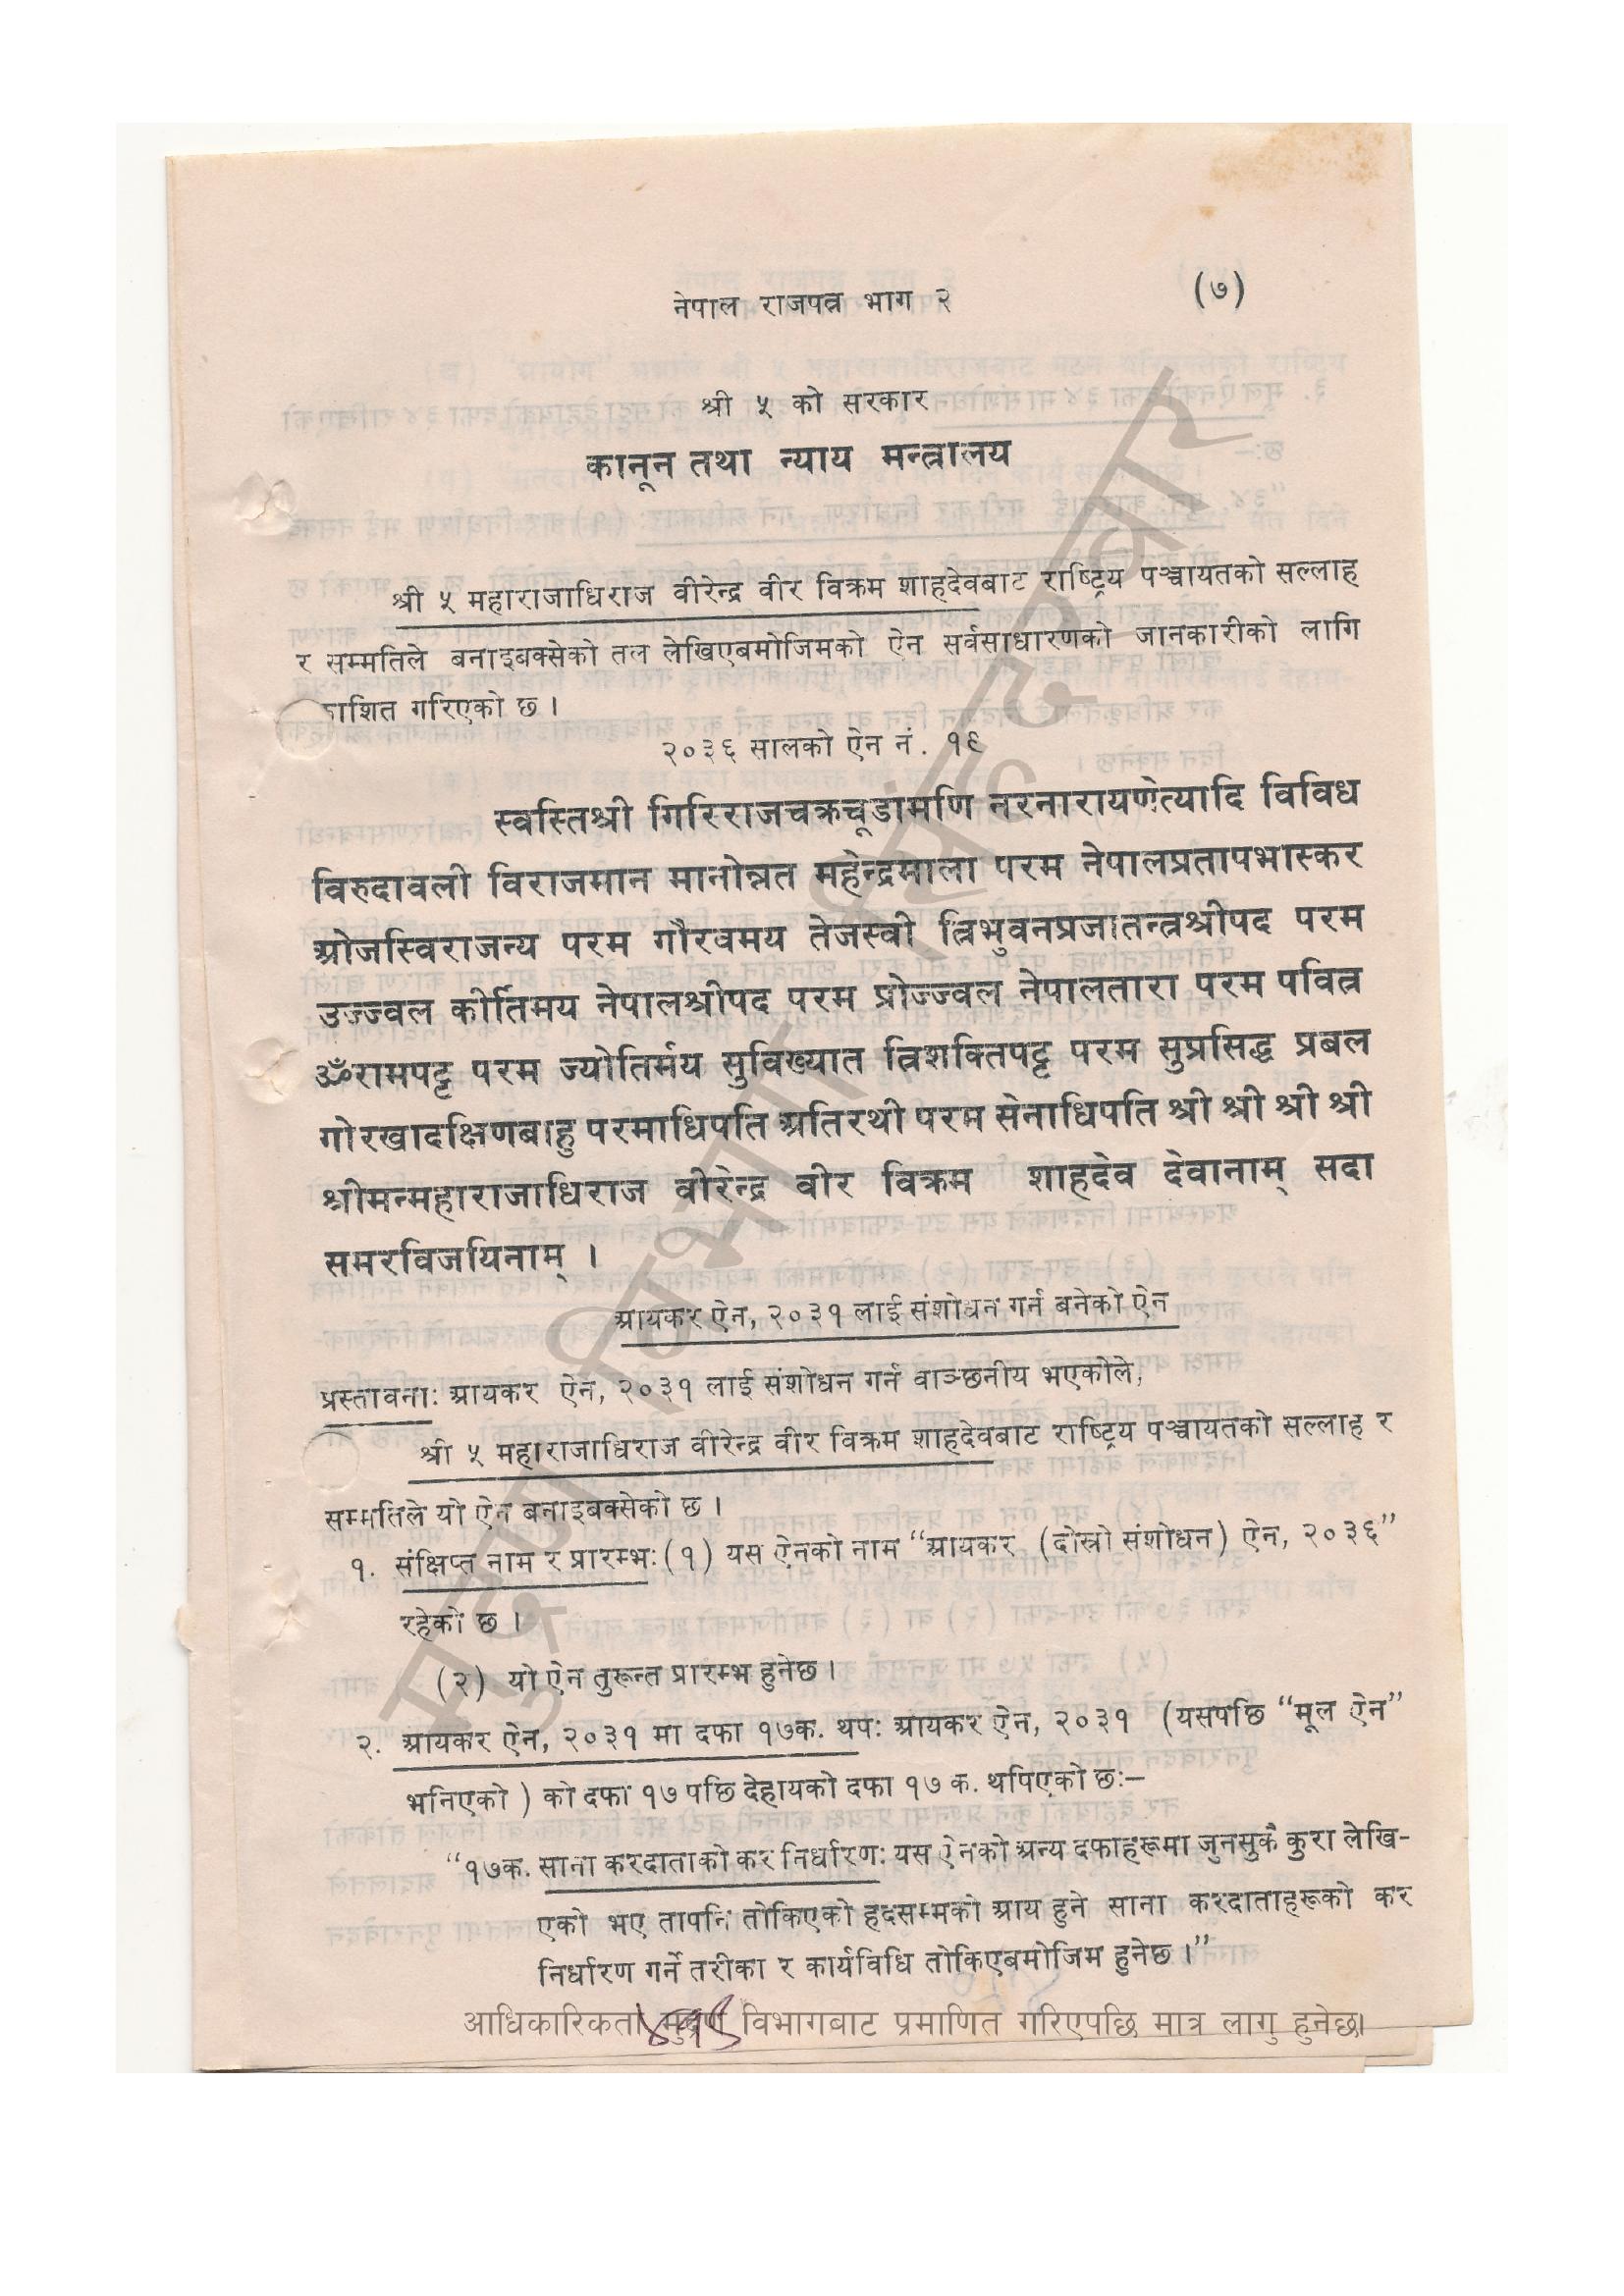 नेपाल राजपत्र भाग २
(७)
श्री ५ को सरकार
कानून तथा न्याय मन्त्रालय
श्री ५ महाराजाधिराज वीरेन्द्र वीर विक्रम शाहदेवबाट राष्ट्रिय पञ्चायतको सल्लाह
र सम्मतिले बनाइबक्सेको तल लेखिएबमोजिमको ऐन सर्वसाधारणको जानकारीको लागि
ाशित गरिएको छ ।
२०३६ सालको ऐन नं. १९
स्वस्तिश्री गिरिराजचक्रचूडामणि नरनारायणेत्यादि विविध
विरुदावली विराजमान मानोन्नत महेन्द्रमाला परम नेपालप्रतापभास्कर
ओजस्विराजन्य परम गौरवमय तेजस्वी त्रिभुवनप्रजातन्त्रश्रीपद परम
उज्ज्वल कीर्तिमय नेपालश्रीपद परम प्रोज्ज्वल नेपालतारा परम पवित्र
ॐरामपट्ट परम ज्योतिर्मय सुविख्यात त्रिशक्तिपट्ट परम सुप्रसिद्ध प्रबल
गोरखादक्षिणबाहु परमाधिपति अतिरथी परम सेनाधिपति श्री श्री श्री श्री
श्रीमन्महाराजाधिराज वीरेन्द्र वीर विक्रम शाहदेव देवानाम् सदा
समरविजयिनाम् ।
आयकर ऐन, २०३१ लाई संशोधन गर्न बनेको ऐन
प्रस्तावना: आयकर ऐन, २०३१ लाई संशोधन गर्न वाञ्छनीय भएकोले,
श्री ५ महाराजाधिराज वीरेन्द्र वीर विक्रम शाहदेवबाट राष्ट्रिय पञ्चायतको सल्लाह र
सम्मतिले यो ऐन बनाइबक्सेको छ ।
१. संक्षिप्त नाम र प्रारम्भ: (१) यस ऐनको नाम “आयकर (दोस्रो संशोधन) ऐन, २०३६”
रहेको छ ।
(२) यो ऐन तुरून्त प्रारम्भ हुनेछ ।
२. आयकर ऐन, २०३१ मा दफा १७क. थप: आयकर ऐन, २०३१ (यसपछि “मूल ऐन”
भनिएको ) को दफा १७ पछि देहायको दफा १७ क. थपिएको छ:–
“१७क. साना करदाताको कर निर्धारण: यस ऐनको अन्य दफाहरूमा जुनसुकै कुरा लेखि-
एको भए तापनि तोकिएको हदसम्मको आय हुने साना करदाताहरूको कर
निर्धारण गर्ने तरीका र कार्यविधि तोकिएबमोजिम हुनेछ ।”
आधिकारिकता मुद्रण विभागबाट प्रमाणित गरिएपछि मात्र लागु हुनेछ।